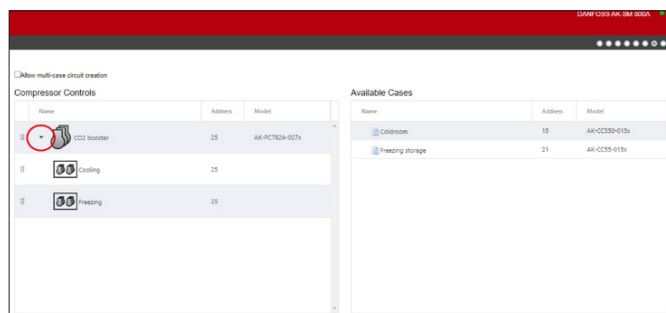 DANFOSS AK-SM 800A
Allow multi-case circuit creation
Compressor Controls
Available Cases
Name Address Model
Name Address Model
CO2 booster 25 AK-PC782A-027x
Coldroom 15 AK-CC550-015x
Cooling 25
Freezing storage 21 AK-CC55-015x
Freezing 25